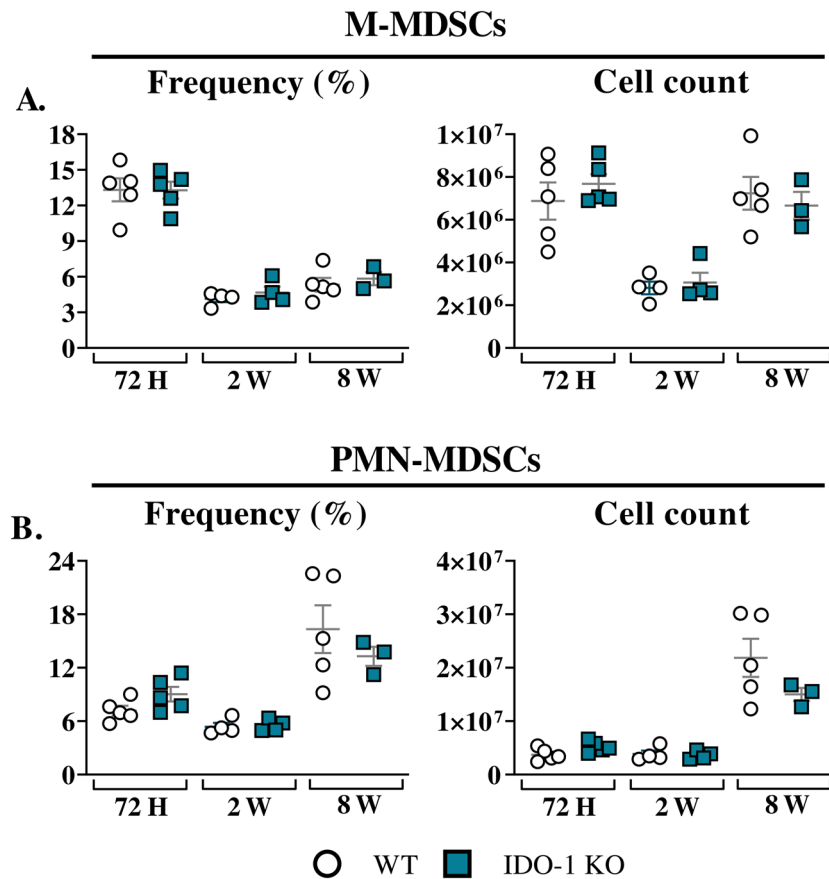 M-MDSCs
Frequency (%)
Cell count
A.
18
15
12
9
6
3
0
72 H
2 W
8 W
1×10⁷
8×10⁶
6×10⁶
4×10⁶
2×10⁶
0
72 H
2 W
8 W
PMN-MDSCs
Frequency (%)
Cell count
B.
24
18
12
6
0
72 H
2 W
8 W
4×10⁷
3×10⁷
2×10⁷
1×10⁷
0
72 H
2 W
8 W
WT
IDO-1 KO